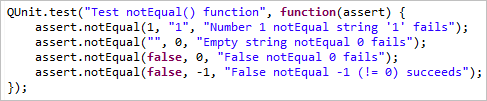 QUnit.test("Test notEqual() function", function(assert) {
    assert.notEqual(1, "1", "Number 1 notEqual string '1' fails");
    assert.notEqual("", 0, "Empty string notEqual 0 fails");
    assert.notEqual(false, 0, "False notEqual 0 fails");
    assert.notEqual(false, -1, "False notEqual -1 (!= 0) succeeds");
});